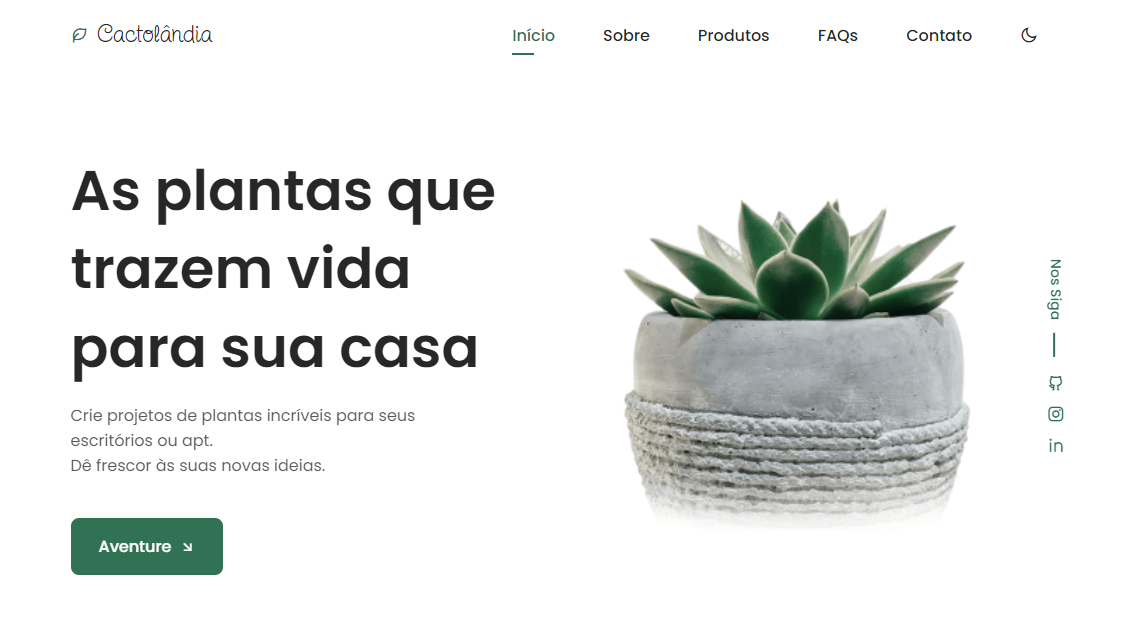 Cactolândia
Início
Sobre
Produtos
FAQs
Contato
As plantas que
trazem vida
para sua casa
Crie projetos de plantas incríveis para seus
escritórios ou apt.
Dê frescor às suas novas ideias.
Aventure
Nos Siga
in